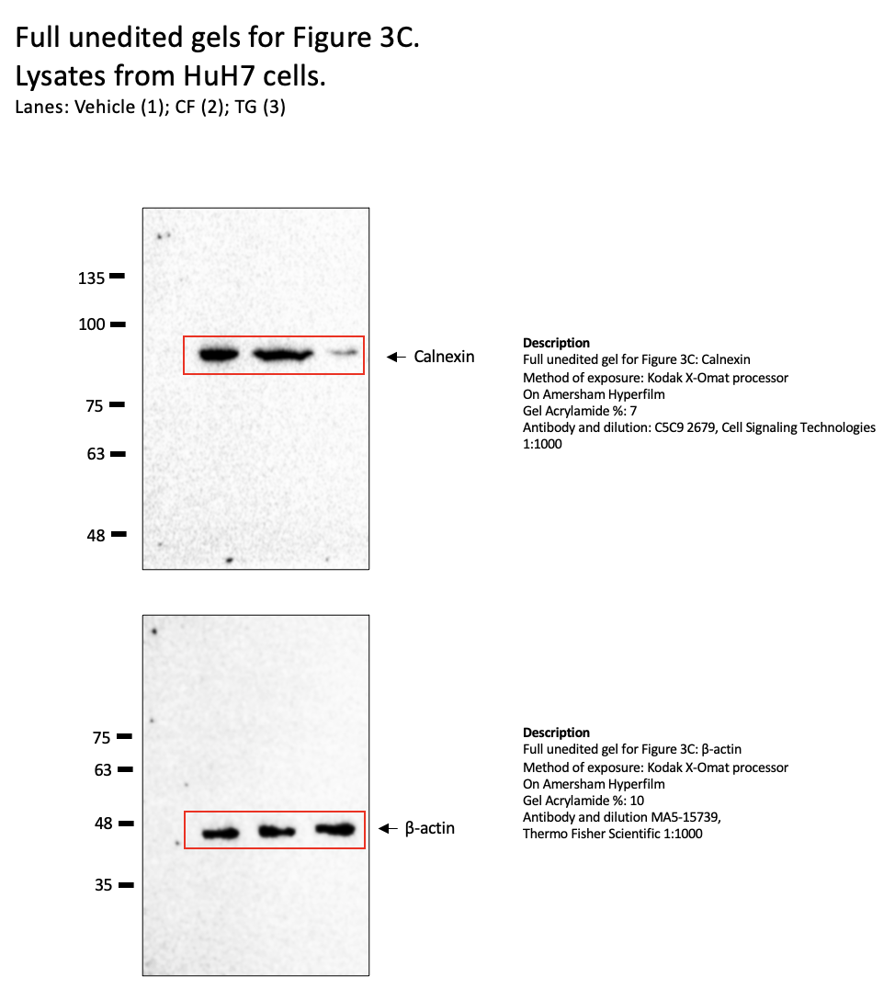 Full unedited gels for Figure 3C.
Lysates from HuH7 cells.
Lanes: Vehicle (1); CF (2); TG (3)
135
100
75
63
48
Calnexin
Description
Full unedited gel for Figure 3C: Calnexin
Method of exposure: Kodak X-Omat processor
On Amersham Hyperfilm
Gel Acrylamide %: 7
Antibody and dilution: C5C9 2679, Cell Signaling Technologies
1:1000
75
63
48
35
β-actin
Description
Full unedited gel for Figure 3C: β-actin
Method of exposure: Kodak X-Omat processor
On Amersham Hyperfilm
Gel Acrylamide %: 10
Antibody and dilution MA5-15739,
Thermo Fisher Scientific 1:1000